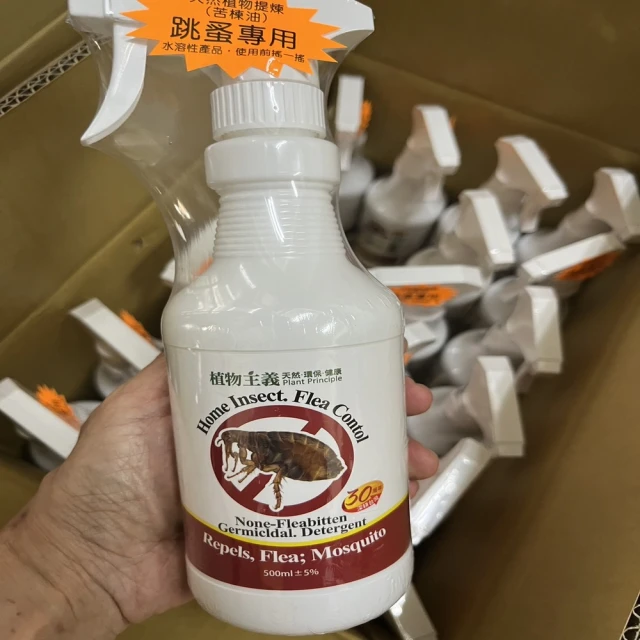 天然植物提煉
(苦楝油)
跳蚤專用
水溶性產品，使用前搖一搖
植物主義 天然·環保·健康
Plant Principle
Home Insect. Flea Contol
30
None-Fleabitten
Germicldal. Detergent
Repels, Flea; Mosquito
500ml±5%